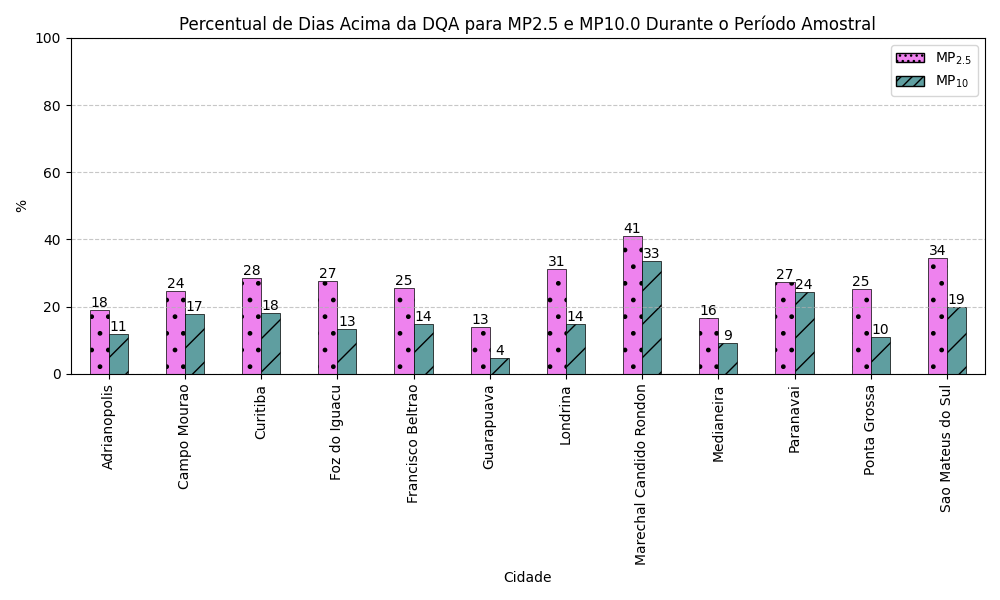 Percentual de Dias Acima da DQA para MP2.5 e MP10.0 Durante o Período Amostral
100
80
60
40
20
0
%
MP2.5
MP10
18
11
24
17
28
18
27
13
25
14
13
4
31
14
41
33
16
9
27
24
25
10
34
19
Adrianopolis
Campo Mourao
Curitiba
Foz do Iguacu
Francisco Beltrao
Guarapuava
Londrina
Marechal Candido Rondon
Medianeira
Paranavai
Ponta Grossa
Sao Mateus do Sul
Cidade